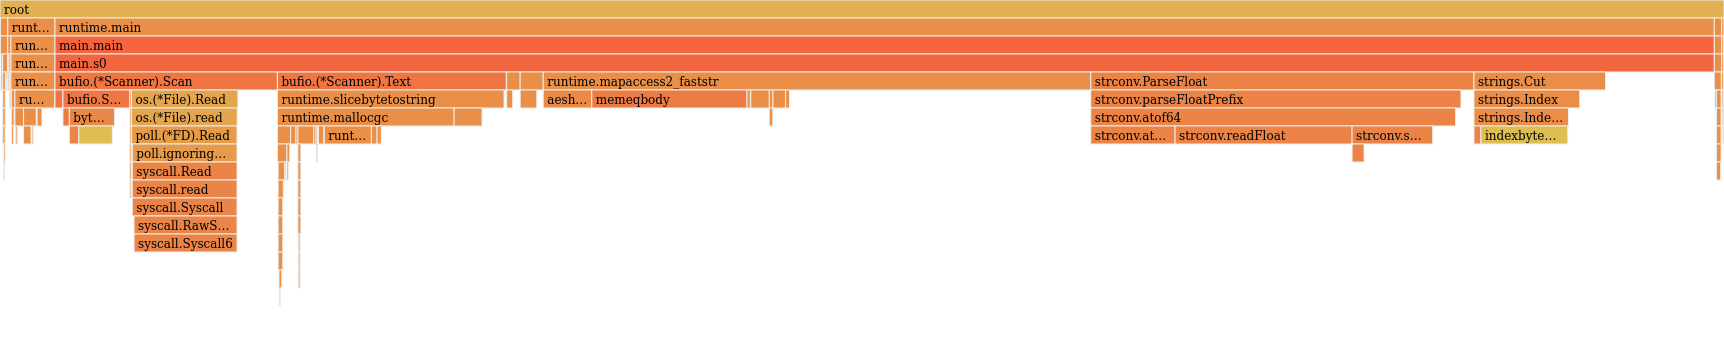 root
runt... runtime.main
run... main.main
run... main.s0
run... bufio.(*Scanner).Scan bufio.(*Scanner).Text runtime.mapaccess2_faststr strconv.ParseFloat strings.Cut
ru... bufio.S... os.(*File).Read runtime.slicebytetostring aesh... memeqbody strconv.parseFloatPrefix strings.Index
byt... os.(*File).read runtime.mallocgc strconv.atof64 strings.Inde...
poll.(*FD).Read runt... strconv.at... strconv.readFloat strconv.s... indexbyte...
poll.ignoring...
syscall.Read
syscall.read
syscall.Syscall
syscall.RawS...
syscall.Syscall6